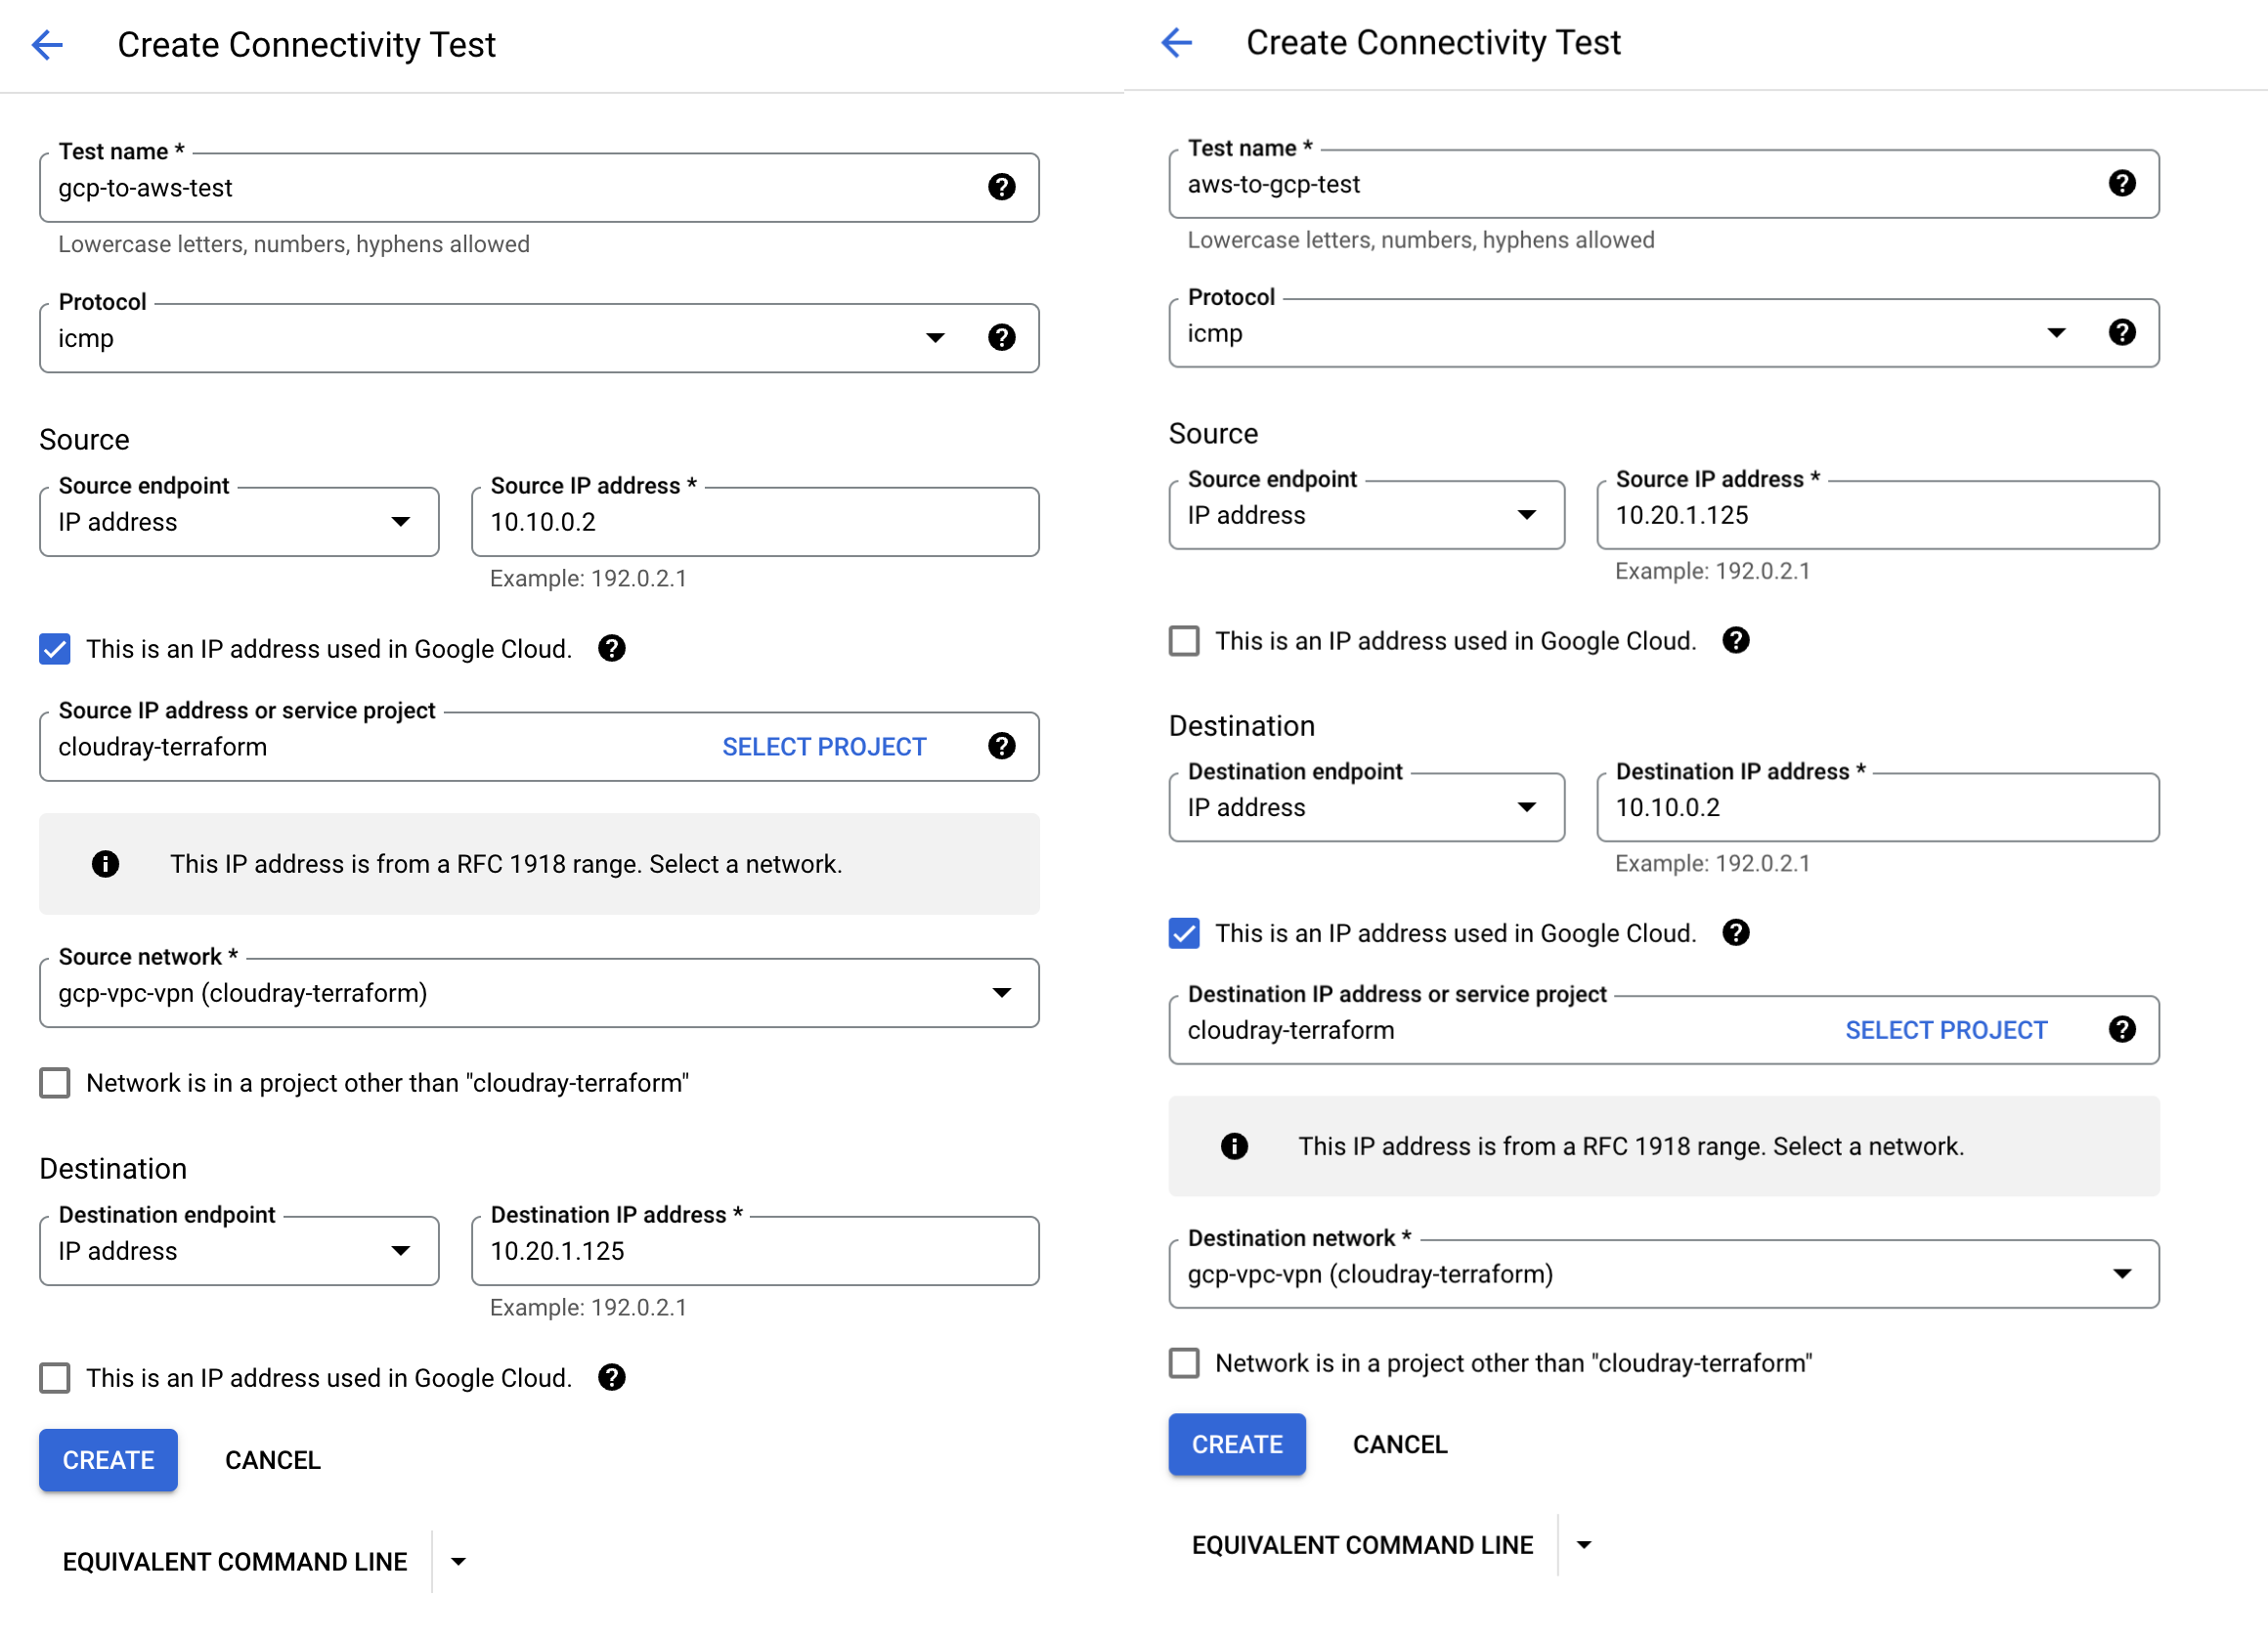 Create Connectivity Test
Test name *
gcp-to-aws-test
Lowercase letters, numbers, hyphens allowed
Protocol
icmp
Source
Source endpoint
IP address
Source IP address *
10.10.0.2
Example: 192.0.2.1
This is an IP address used in Google Cloud.
Source IP address or service project
cloudray-terraform
SELECT PROJECT
This IP address is from a RFC 1918 range. Select a network.
Source network *
gcp-vpc-vpn (cloudray-terraform)
Network is in a project other than "cloudray-terraform"
Destination
Destination endpoint
IP address
Destination IP address *
10.20.1.125
Example: 192.0.2.1
This is an IP address used in Google Cloud.
CREATE
CANCEL
EQUIVALENT COMMAND LINE
Create Connectivity Test
Test name *
aws-to-gcp-test
Lowercase letters, numbers, hyphens allowed
Protocol
icmp
Source
Source endpoint
IP address
Source IP address *
10.20.1.125
Example: 192.0.2.1
This is an IP address used in Google Cloud.
Destination
Destination endpoint
IP address
Destination IP address *
10.10.0.2
Example: 192.0.2.1
This is an IP address used in Google Cloud.
Destination IP address or service project
cloudray-terraform
SELECT PROJECT
This IP address is from a RFC 1918 range. Select a network.
Destination network *
gcp-vpc-vpn (cloudray-terraform)
Network is in a project other than "cloudray-terraform"
CREATE
CANCEL
EQUIVALENT COMMAND LINE